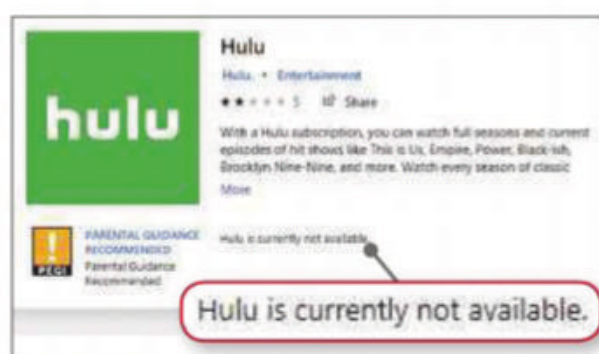 hulu
Hulu
Hulu. • Entertainment
5 Share
With a Hulu subscription, you can watch full seasons and current
episodes of hit shows like This is Us, Empire, Power, Black-ish,
Brooklyn Nine-Nine, and more. Watch every season of classic
More
PEGI
PARENTAL GUIDANCE
RECOMMENDED
Parental Guidance
Recommended
Hulu is currently not available.
Hulu is currently not available.